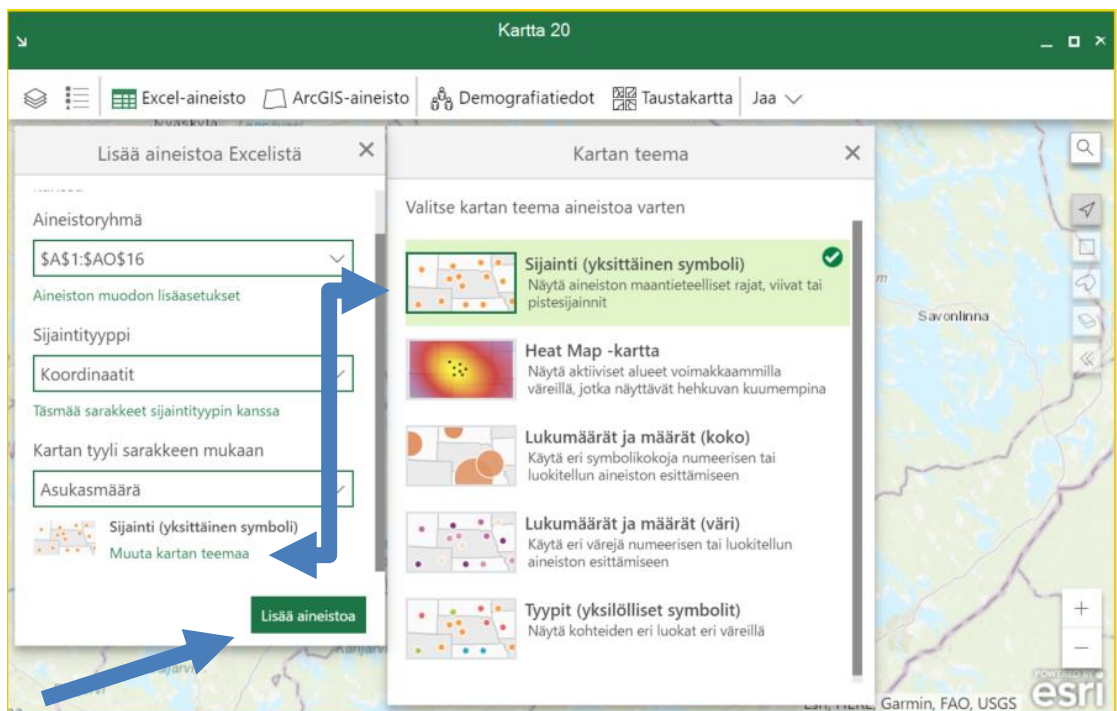 Kartta 20
Excel-aineisto ArcGIS-aineisto Demografiatiedot Taustakartta Jaa
Lisää aineistoa Excelistä
Aineistoryhmä
$A$1:$AO$16
Aineiston muodon lisäasetukset
Sijaintityyppi
Koordinaatit
Täsmää sarakkeet sijaintityypin kanssa
Kartan tyyli sarakkeen mukaan
Asukasmäärä
Sijainti (yksittäinen symboli)
Muuta kartan teemaa
Lisää aineistoa
Kartan teema
Valitse kartan teema aineistoa varten
Sijainti (yksittäinen symboli)
Näytä aineiston maantieteelliset rajat, viivat tai
pistesijainnit
Heat Map -kartta
Näytä aktiiviset alueet voimakkaammilla
väreillä, jotka näyttävät hehkuvan kuumempina
Lukumäärät ja määrät (koko)
Käytä eri symbolikokoja numeerisen tai
luokitellun aineiston esittämiseen
Lukumäärät ja määrät (väri)
Käytä eri värejä numeerisen tai luokitellun
aineiston esittämiseen
Tyypit (yksilölliset symbolit)
Näytä kohteiden eri luokat eri väreillä
Savonlinna
+
−
POWERED BY
esri
Esri, HERE, Garmin, FAO, USGS